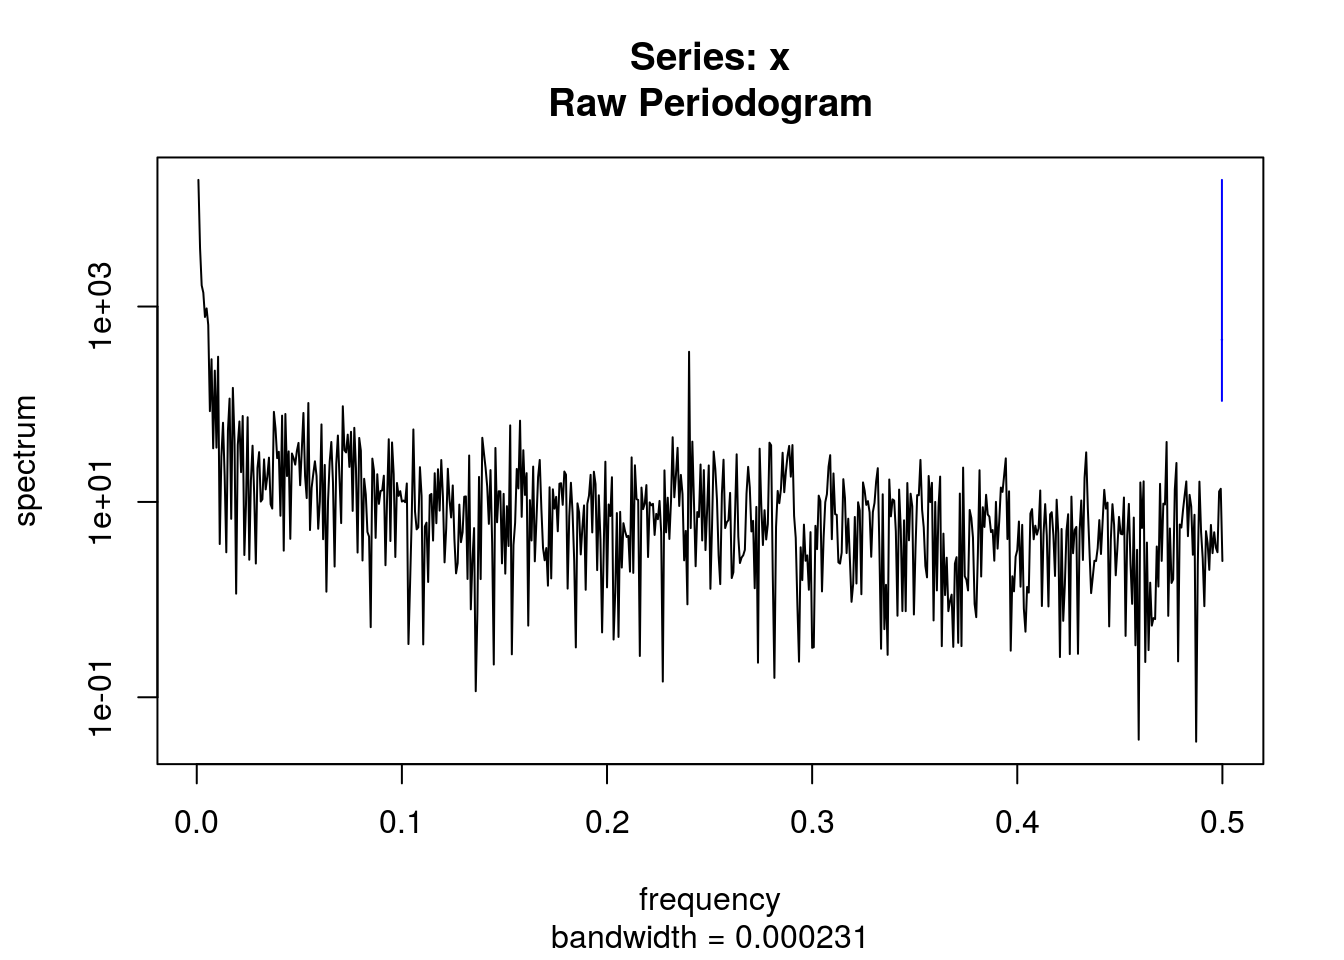 Series: x
Raw Periodogram
spectrum
1e+03
1e+01
1e-01
0.0 0.1 0.2 0.3 0.4 0.5
frequency
bandwidth = 0.000231